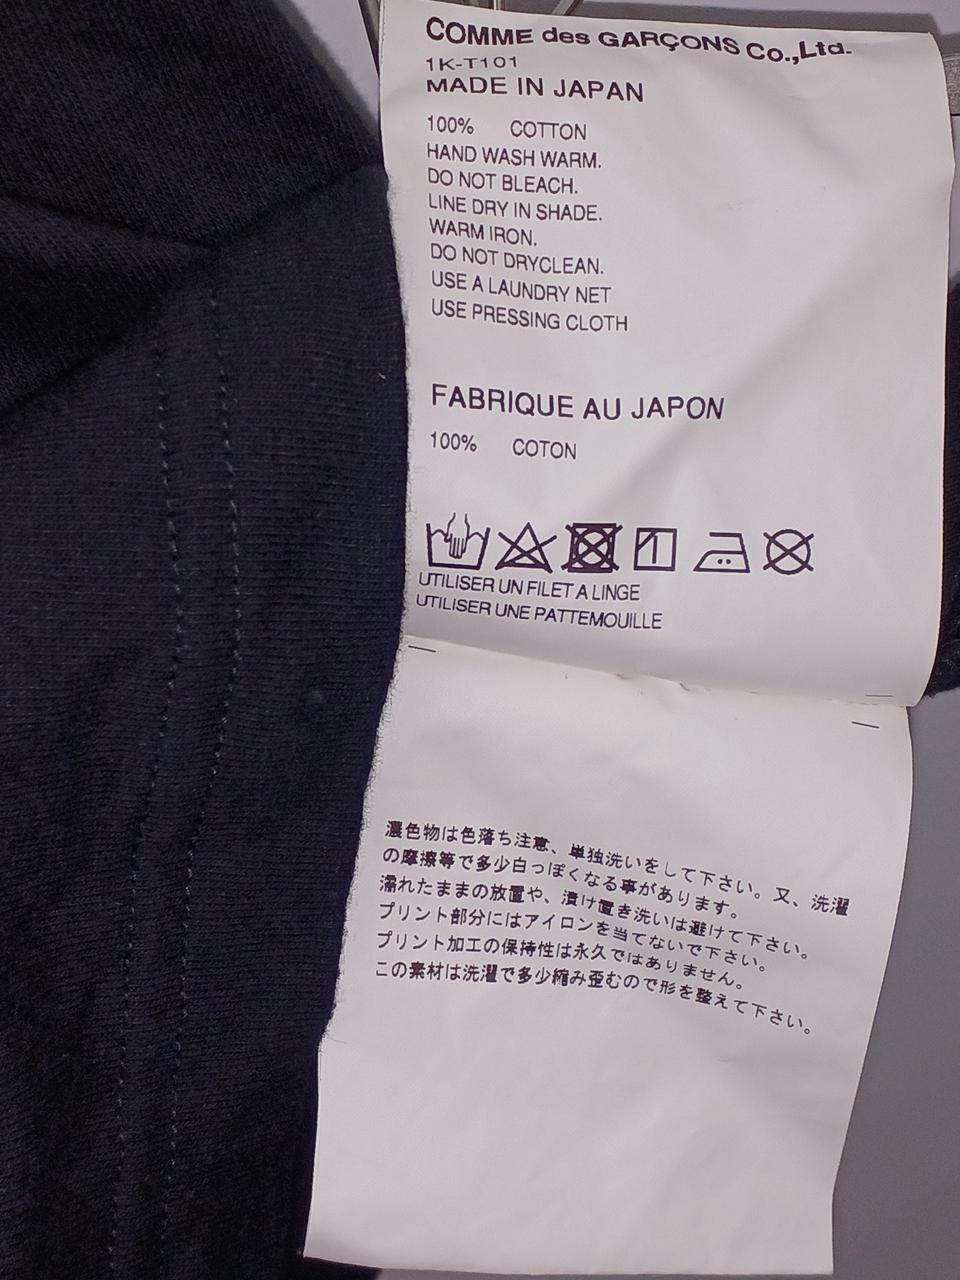 COMME des GARÇONS Co.,Ltd.
1K-T101
MADE IN JAPAN
100% COTTON
HAND WASH WARM.
DO NOT BLEACH.
LINE DRY IN SHADE.
WARM IRON.
DO NOT DRYCLEAN.
USE A LAUNDRY NET
USE PRESSING CLOTH
FABRIQUE AU JAPON
100% COTON
UTILISER UN FILET A LINGE
UTILISER UNE PATTEMOUILLE
濃色物は色落ち注意、単独洗いをして下さい。又、洗濯
の摩擦等で多少白っぽくなる事があります。
濡れたままの放置や、漬け置き洗いは避けて下さい。
プリント部分にはアイロンを当てないで下さい。
プリント加工の保持性は永久ではありません。
この素材は洗濯で多少縮み歪むので形を整えて下さい。